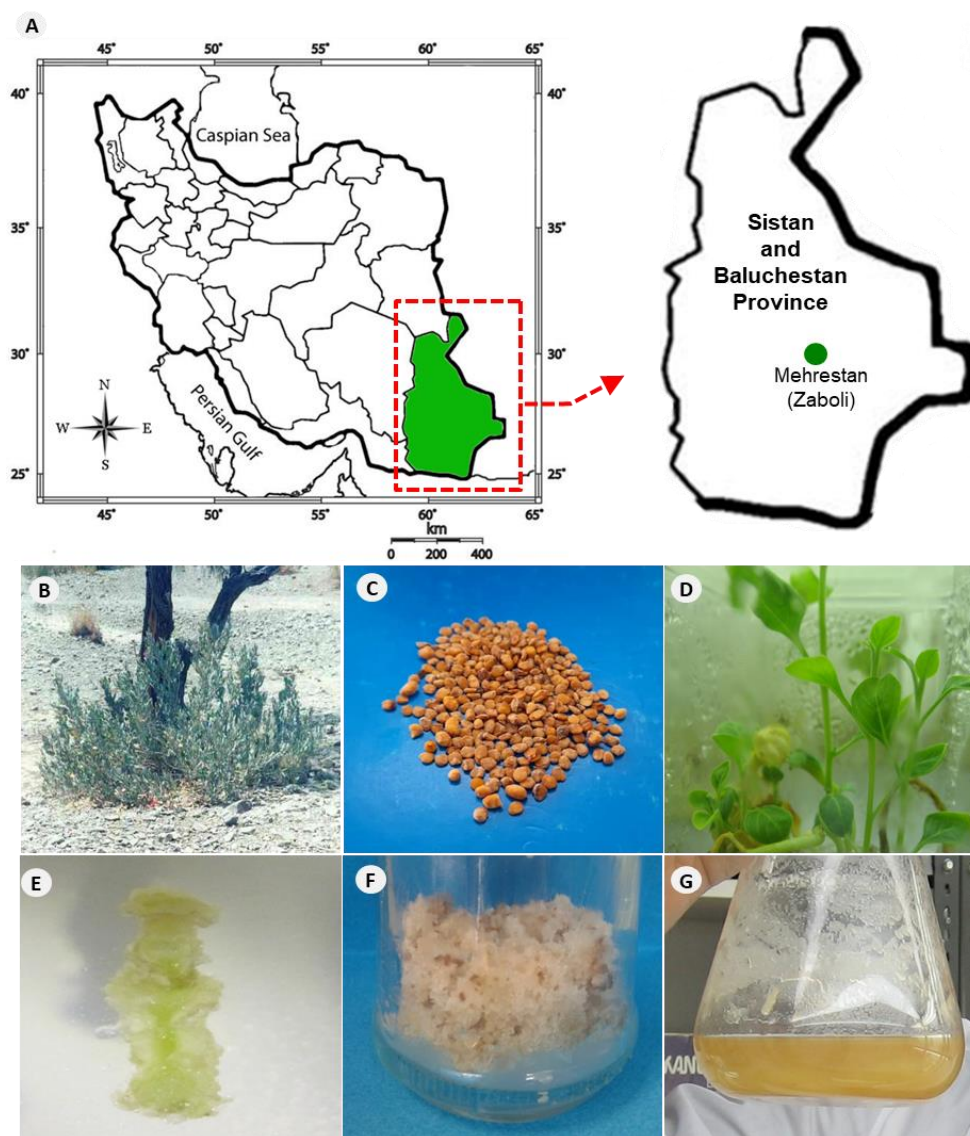 A
45° 50° 55° 60° 65°
40°
40°
Caspian Sea
35°
35°
30°
30°
Persian Gulf
N
W E
S
25°
25°
45° 50° 55° 60° 65°
km
0 200 400
Sistan
and
Baluchestan
Province
Mehrestan
(Zaboli)
B
C
D
E
F
G
KANU